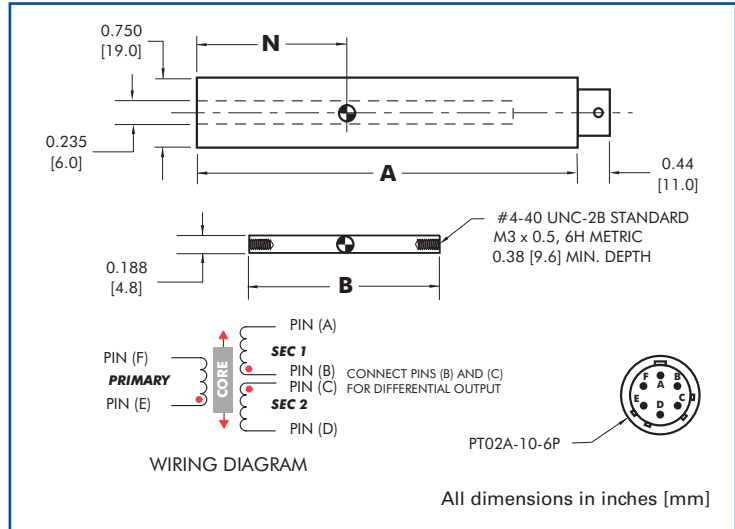 0.750
[19.0]
N
0.235
[6.0]
A
0.44
[11.0]
#4-40 UNC-2B STANDARD
M3 x 0.5, 6H METRIC
0.38 [9.6] MIN. DEPTH
0.188
[4.8]
B
PIN (A)
SEC 1
PIN (F)
PIN (B)
CONNECT PINS (B) AND (C)
PRIMARY
CORE
PIN (C)
FOR DIFFERENTIAL OUTPUT
PIN (E)
SEC 2
PIN (D)
WIRING DIAGRAM
F
B
A
E
C
D
PT02A-10-6P
All dimensions in inches [mm]